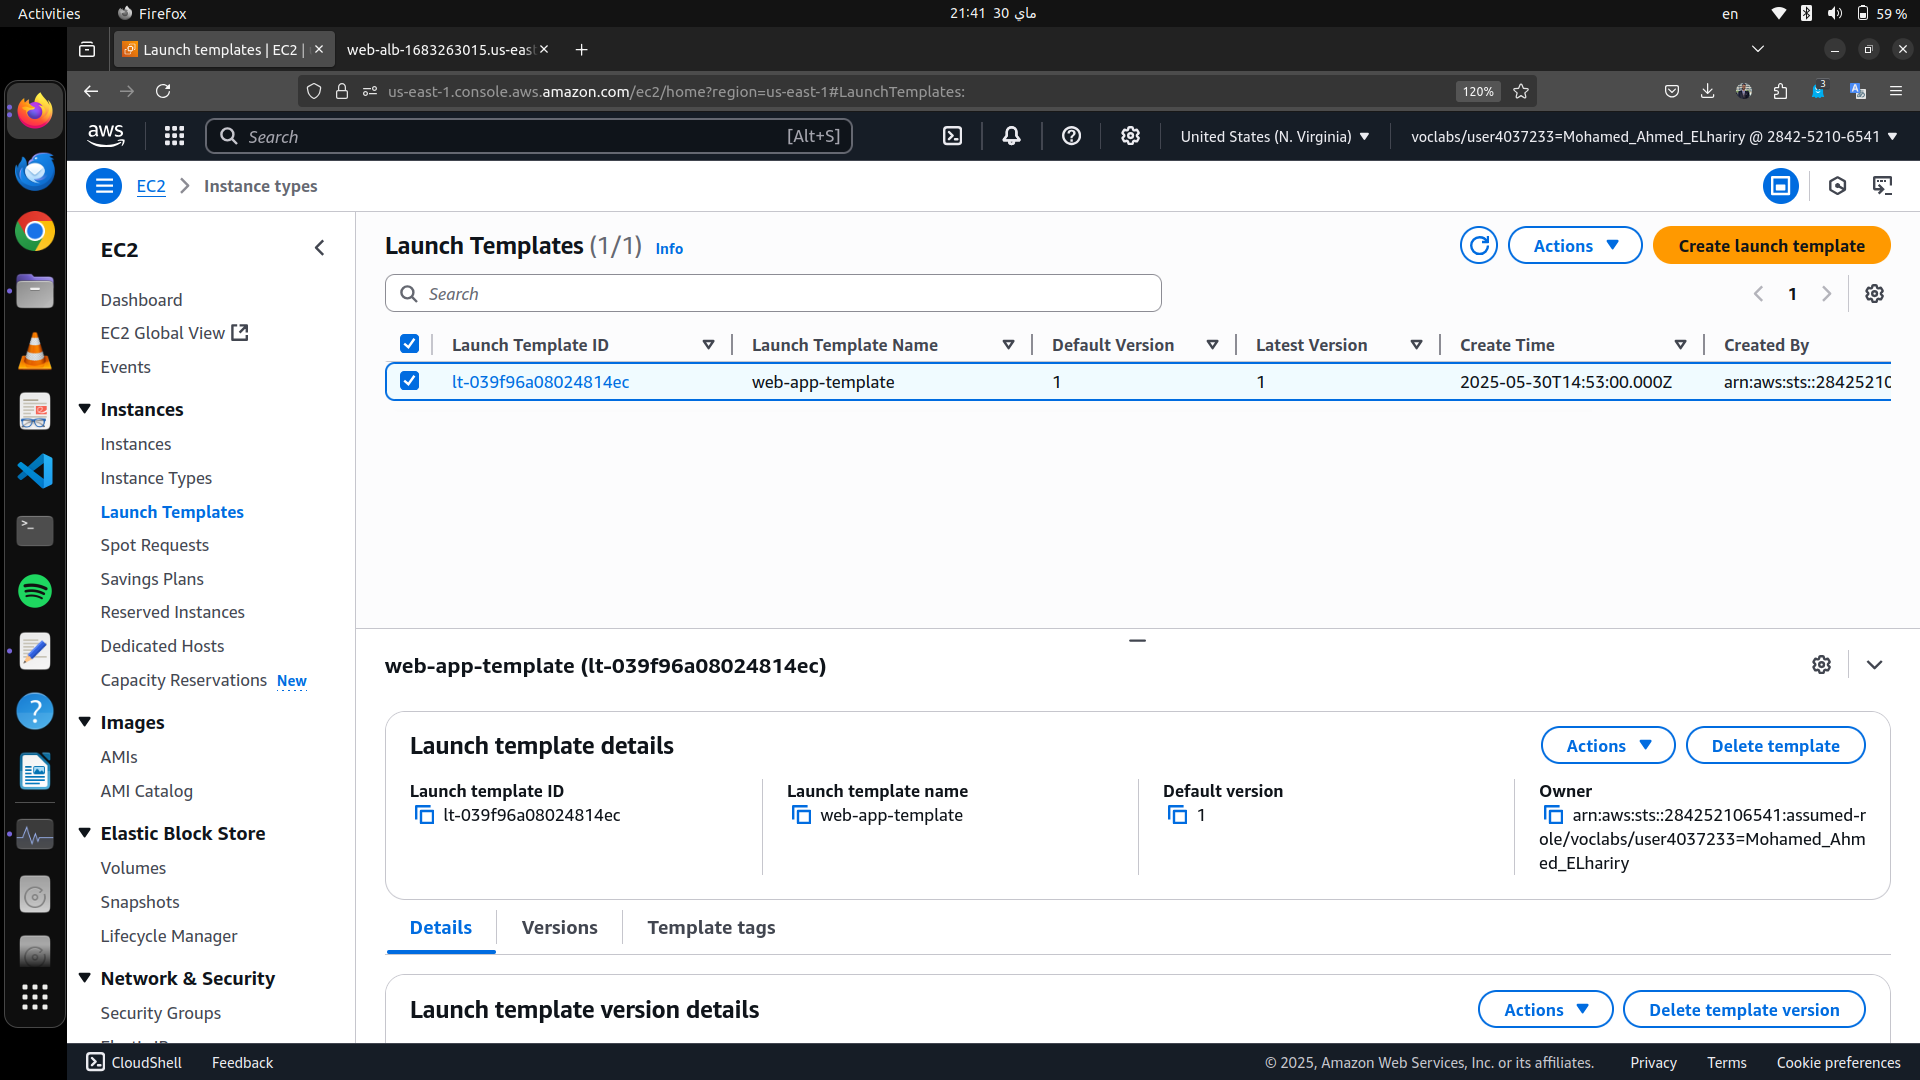 Activities
Firefox
21:41 30 ماي
en
59 %
Launch templates | EC2 |
web-alb-1683263015.us-eas
us-east-1.console.aws.amazon.com/ec2/home?region=us-east-1#LaunchTemplates:
120%
3
aws
Search
[Alt+S]
United States (N. Virginia)
voclabs/user4037233=Mohamed_Ahmed_ELhariry @ 2842-5210-6541
EC2
Instance types
EC2
Dashboard
EC2 Global View
Events
Instances
Instances
Instance Types
Launch Templates
Spot Requests
Savings Plans
Reserved Instances
Dedicated Hosts
Capacity Reservations New
Images
AMIs
AMI Catalog
Elastic Block Store
Volumes
Snapshots
Lifecycle Manager
Network & Security
Security Groups
Launch Templates (1/1) Info
Actions
Create launch template
Search
1
Launch Template ID
Launch Template Name
Default Version
Latest Version
Create Time
Created By
lt-039f96a08024814ec
web-app-template
1
1
2025-05-30T14:53:00.000Z
arn:aws:sts::28425210
web-app-template (lt-039f96a08024814ec)
Launch template details
Actions
Delete template
Launch template ID
lt-039f96a08024814ec
Launch template name
web-app-template
Default version
1
Owner
arn:aws:sts::284252106541:assumed-r
ole/voclabs/user4037233=Mohamed_Ahm
ed_ELhariry
Details
Versions
Template tags
Launch template version details
Actions
Delete template version
CloudShell
Feedback
© 2025, Amazon Web Services, Inc. or its affiliates.
Privacy
Terms
Cookie preferences